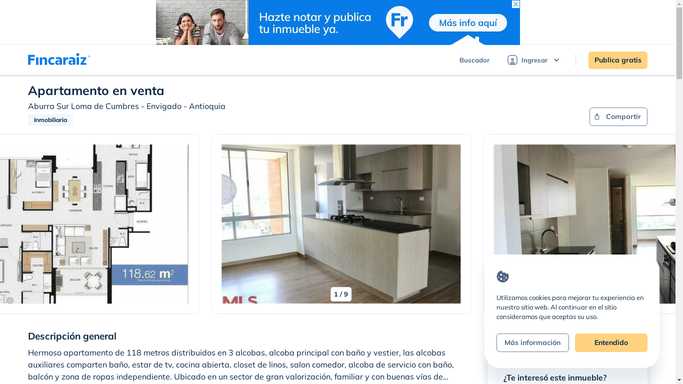 Hazte notar y publica
tu inmueble ya.
Fr
Más info aquí
Fincaraiz
Buscador
Ingresar
Publica gratis
Apartamento en venta
Aburra Sur Loma de Cumbres - Envigado - Antioquia
Inmobiliaria
Compartir
118.62 m²
MLS
1 / 9
Utilizamos cookies para mejorar tu experiencia en
nuestro sitio web. Al continuar en el sitio
consideramos que aceptas su uso.
Más información
Entendido
Descripción general
Hermoso apartamento de 118 metros distribuidos en 3 alcobas, alcoba principal con baño y vestier, las alcobas
auxiliares comparten baño, estar de tv, cocina abierta, closet de linos, salon comedor, alcoba de servicio con baño,
balcón y zona de ropas independiente. Ubicado en un sector de gran valorización, familiar y con buenas vías de...
¿Te interesó este inmueble?